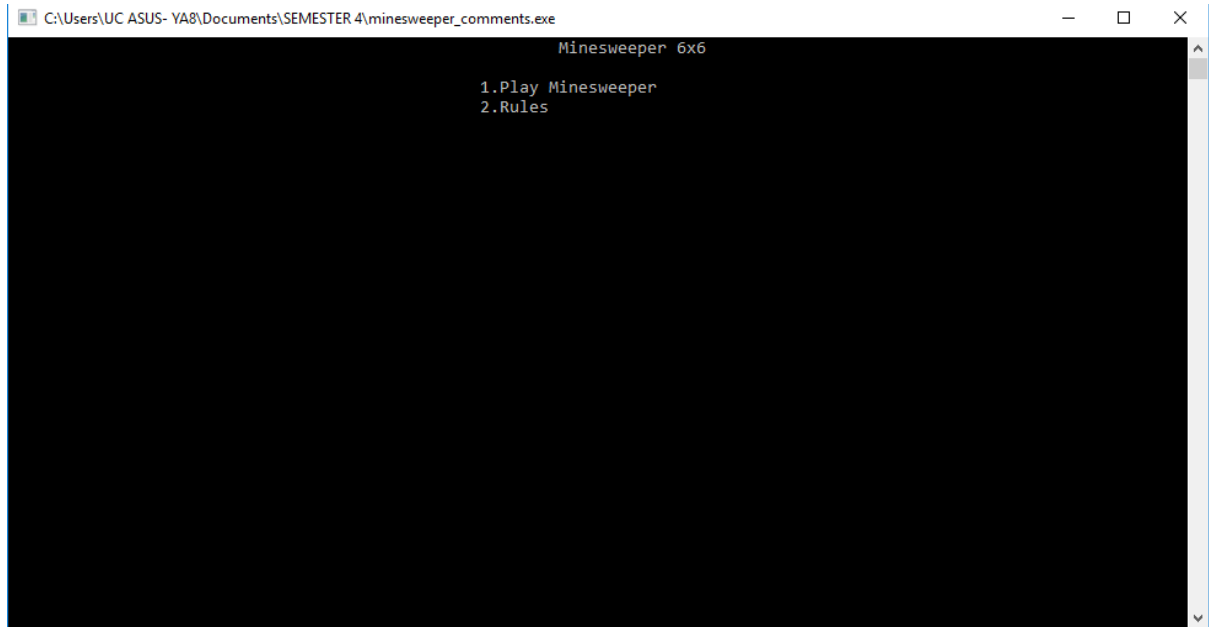 C:\Users\UC ASUS- YA8\Documents\SEMESTER 4\minesweeper_comments.exe
Minesweeper 6x6
1.Play Minesweeper
2.Rules